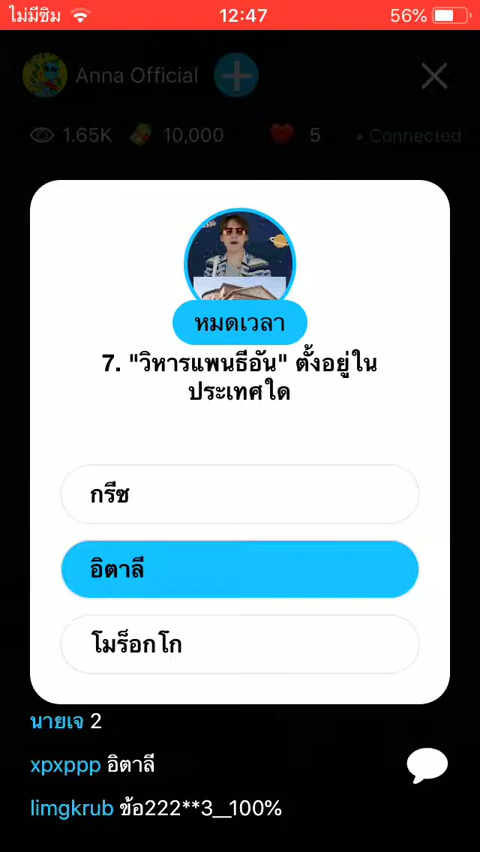 ไม่มีซิม 12:47 56%
Anna Official
1.65K 10,000 5 • Connected
หมดเวลา
7. "วิหารแพนธีอัน" ตั้งอยู่ใน
ประเทศใด
กรีซ
อิตาลี
โมร็อกโก
นายเจ 2
xpxppp อิตาลี
limgkrub ข้อ222**3__100%